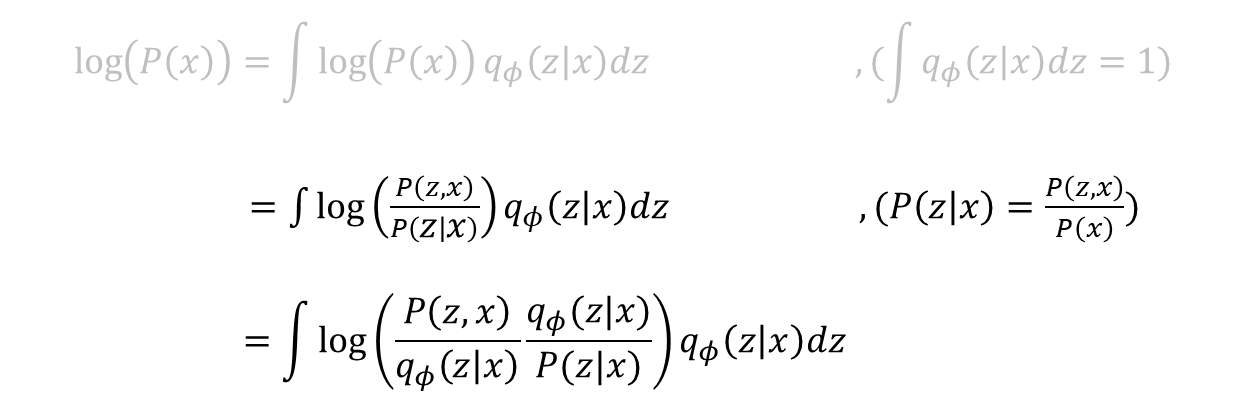 log(P(x)) = ∫ log(P(x)) q_ϕ(z|x)dz , (∫ q_ϕ(z|x)dz = 1)
= ∫ log(P(z,x)/P(Z|X)) q_ϕ(z|x)dz , (P(z|x) = P(z,x)/P(x))
= ∫ log(P(z, x)/q_ϕ(z|x) q_ϕ(z|x)/P(z|x)) q_ϕ(z|x)dz